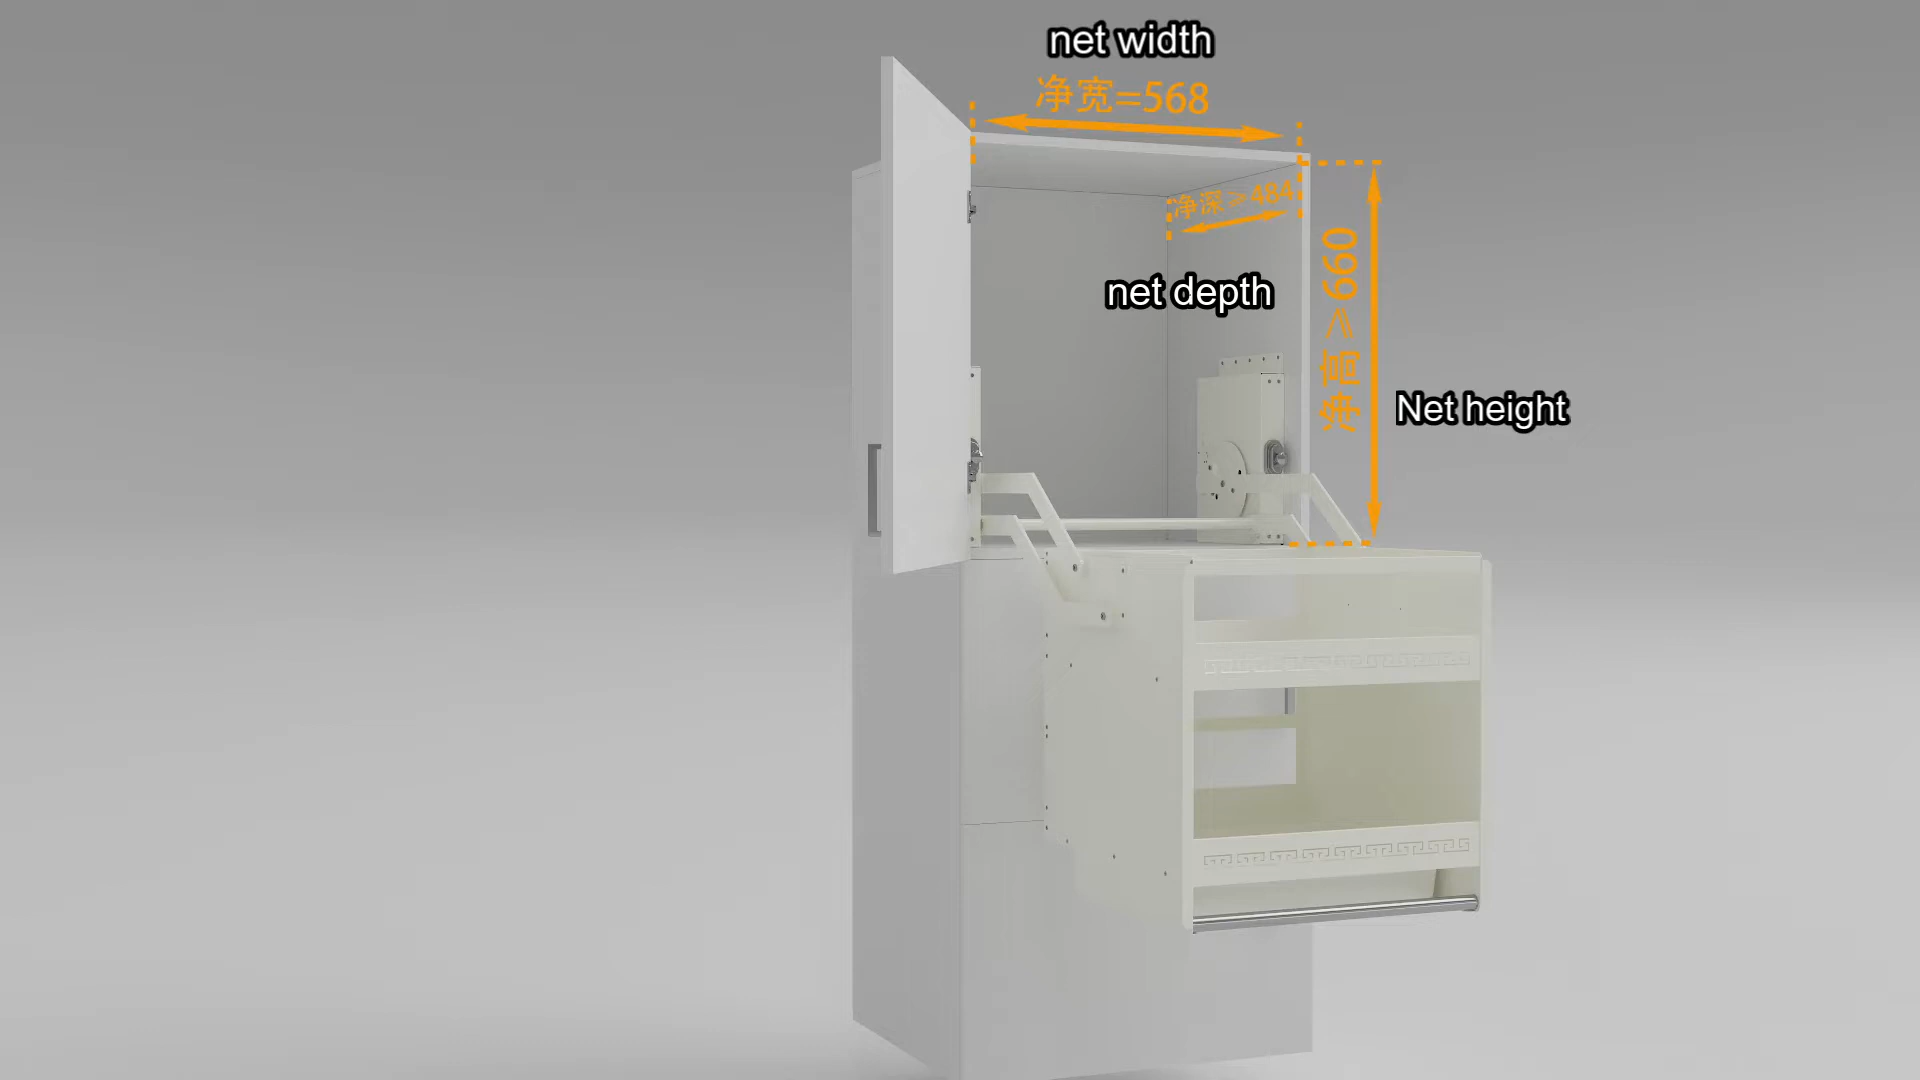 net width
净宽=568
净深≥484
net depth
净高≥660
Net height